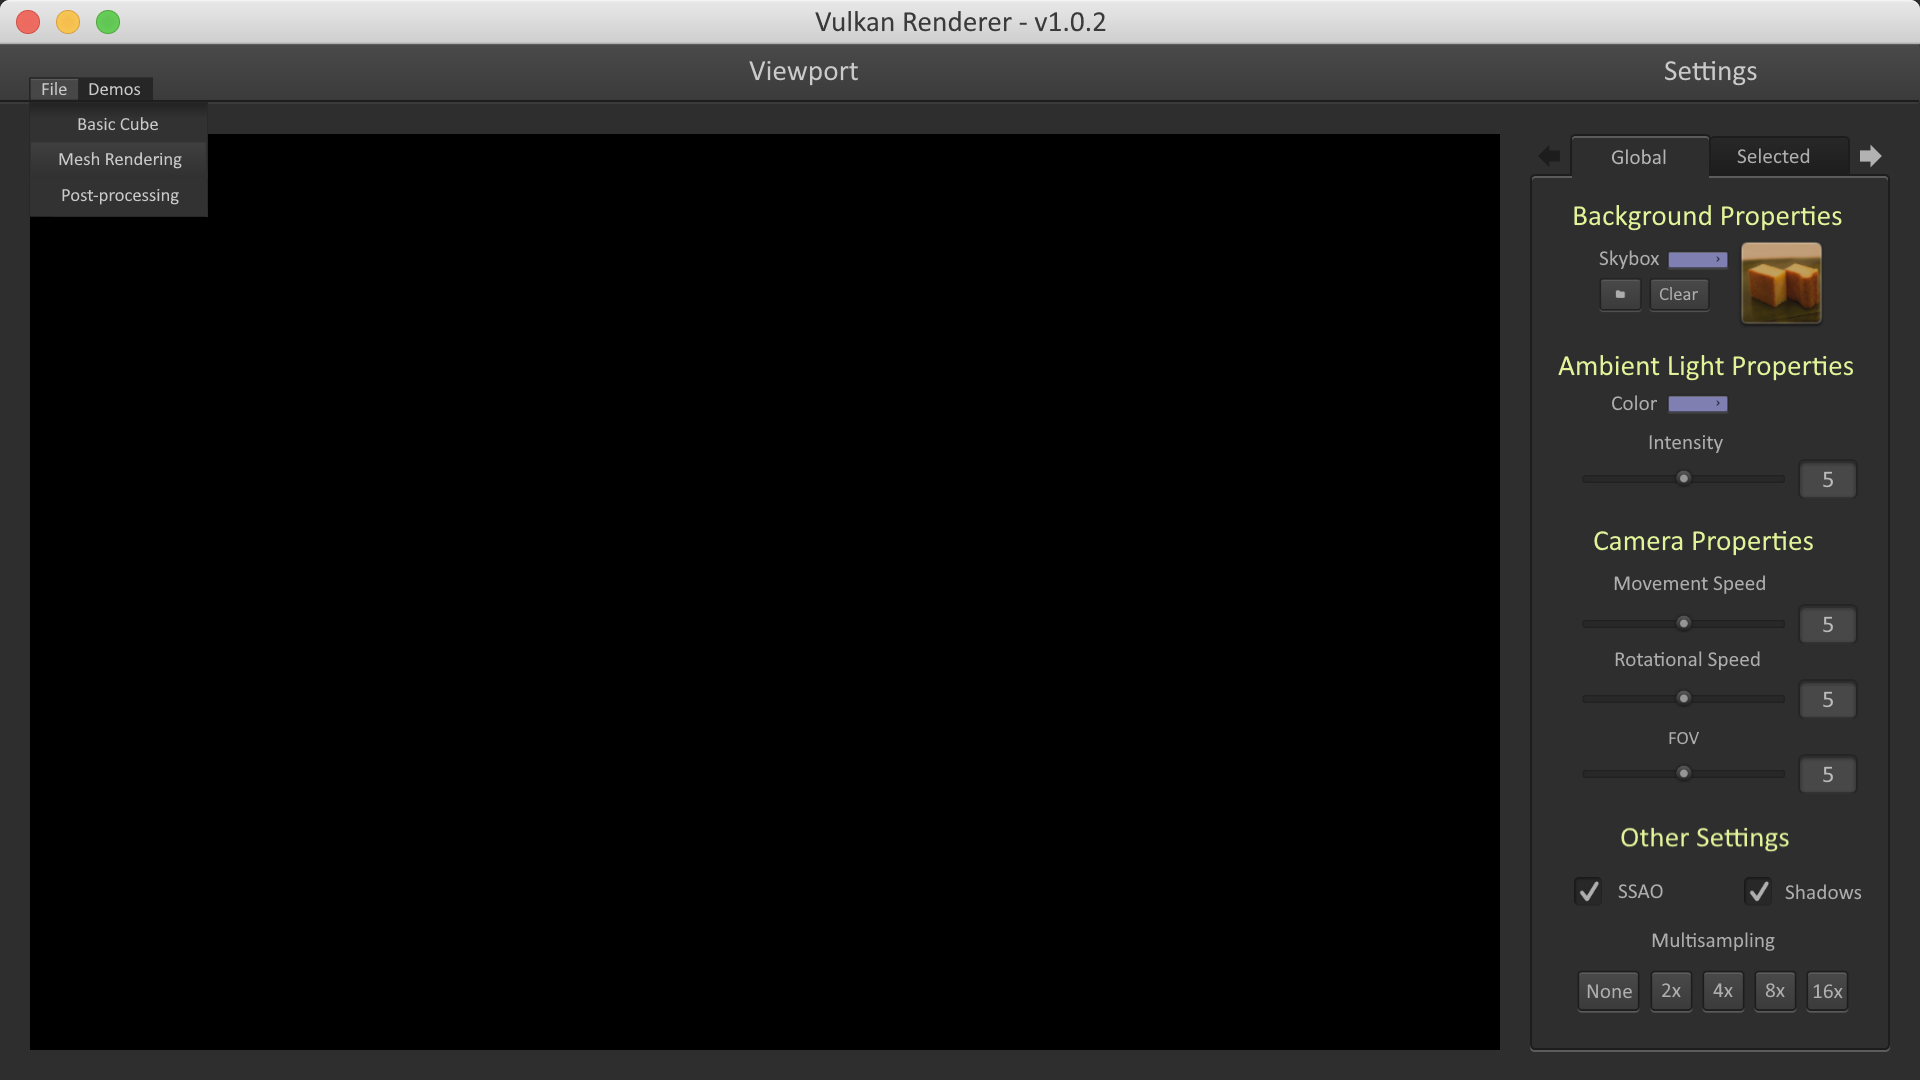 Vulkan Renderer - v1.0.2
Viewport
Settings
File Demos
Basic Cube
Mesh Rendering
Post-processing
Global Selected
Background Properties
Skybox
Clear
Ambient Light Properties
Color
Intensity
5
Camera Properties
Movement Speed
5
Rotational Speed
5
FOV
5
Other Settings
SSAO Shadows
Multisampling
None 2x 4x 8x 16x